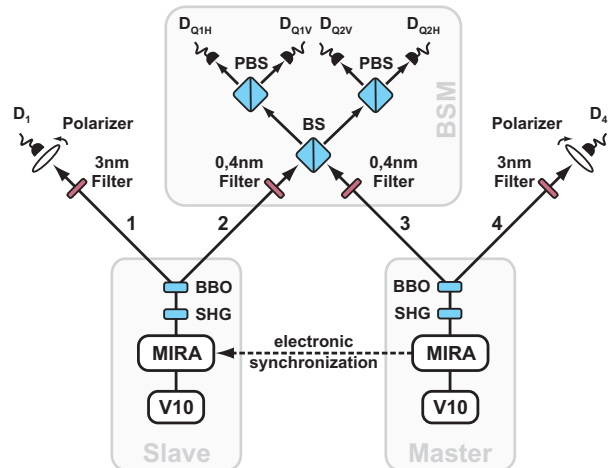 DQ1H DQ1V DQ2V DQ2H
PBS PBS
BS
BSM
D1 D4
Polarizer Polarizer
3nm
Filter
0,4nm
Filter
0,4nm
Filter
3nm
Filter
1 2 3 4
BBO BBO
SHG SHG
MIRA MIRA
electronic
synchronization
V10 V10
Slave Master